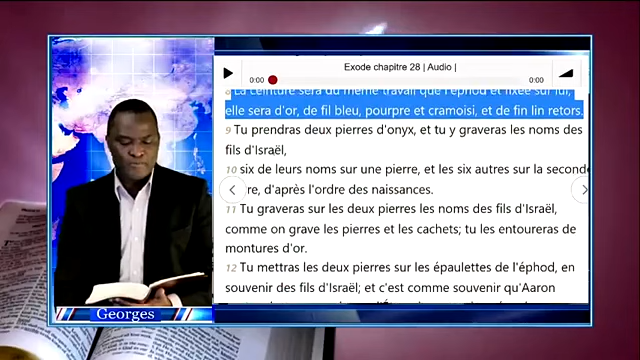 Exode chapitre 28 | Audio |
0:00
0:00
8 La ceinture sera du même travail que l'éphod et fixée sur lui;
elle sera d'or, de fil bleu, pourpre et cramoisi, et de fin lin retors.
9 Tu prendras deux pierres d'onyx, et tu y graveras les noms des
fils d'Israël,
10 six de leurs noms sur une pierre, et les six autres sur la seconde
re, d'après l'ordre des naissances.
11 Tu graveras sur les deux pierres les noms des fils d'Israël,
comme on grave les pierres et les cachets; tu les entoureras de
montures d'or.
12 Tu mettras les deux pierres sur les épaulettes de l'éphod, en
souvenir des fils d'Israël; et c'est comme souvenir qu'Aaron
Georges